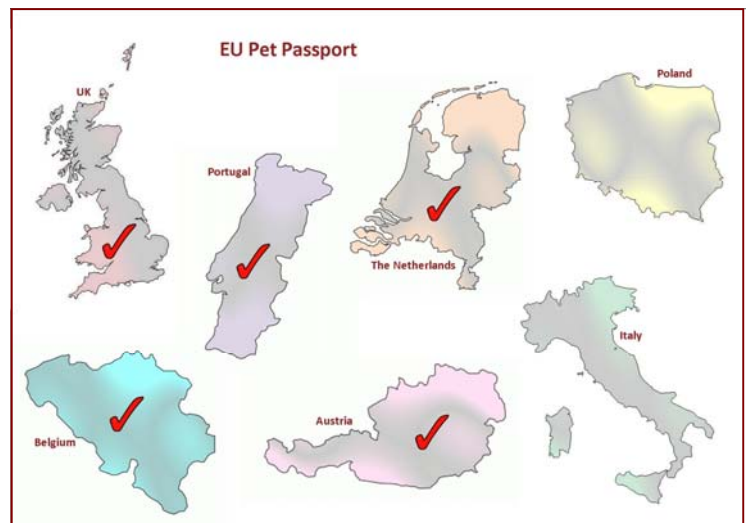 EU Pet Passport
UK
Poland
Portugal
The Netherlands
Italy
Belgium
Austria